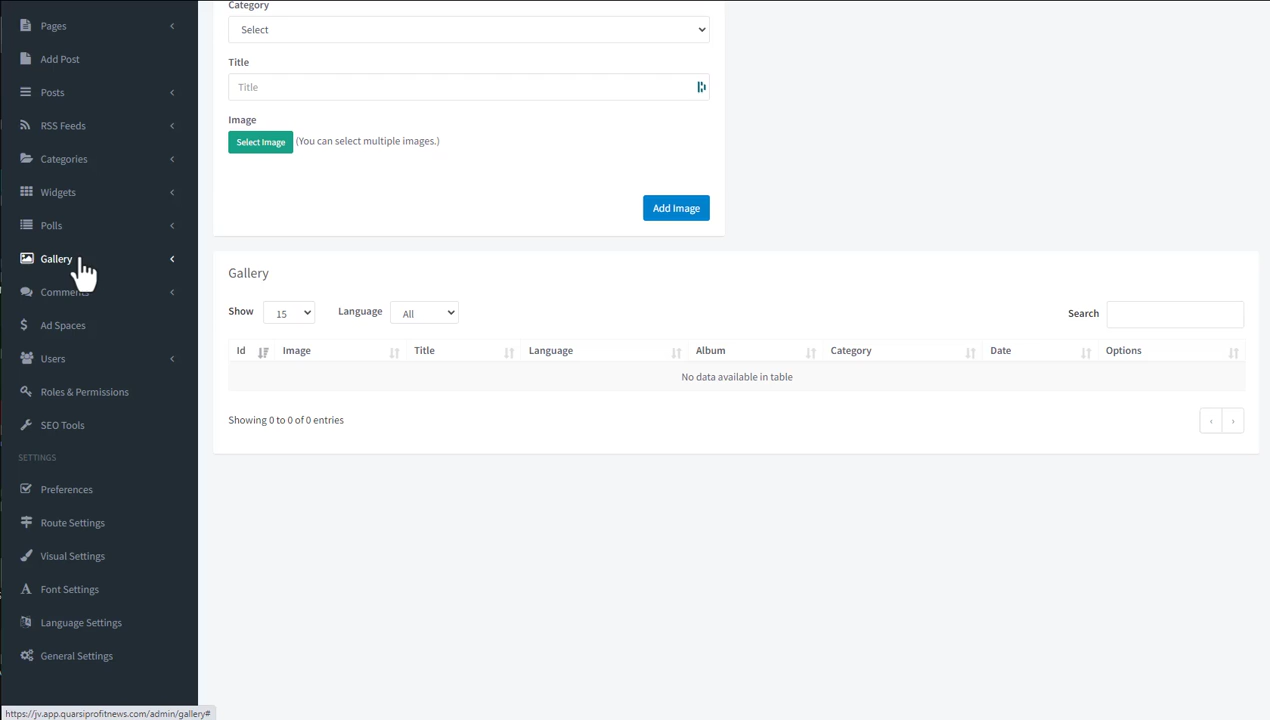 Pages
Add Post
Posts
RSS Feeds
Categories
Widgets
Polls
Gallery
Comments
Ad Spaces
Users
Roles & Permissions
SEO Tools
SETTINGS
Preferences
Route Settings
Visual Settings
Font Settings
Language Settings
General Settings
https://jv.app.quarsiprofitnews.com/admin/gallery#
Category
Select
Title
Title
Image
Select Image (You can select multiple images.)
Add Image
Gallery
Show 15 Language All Search
Id Image Title Language Album Category Date Options
No data available in table
Showing 0 to 0 of 0 entries ‹ ›